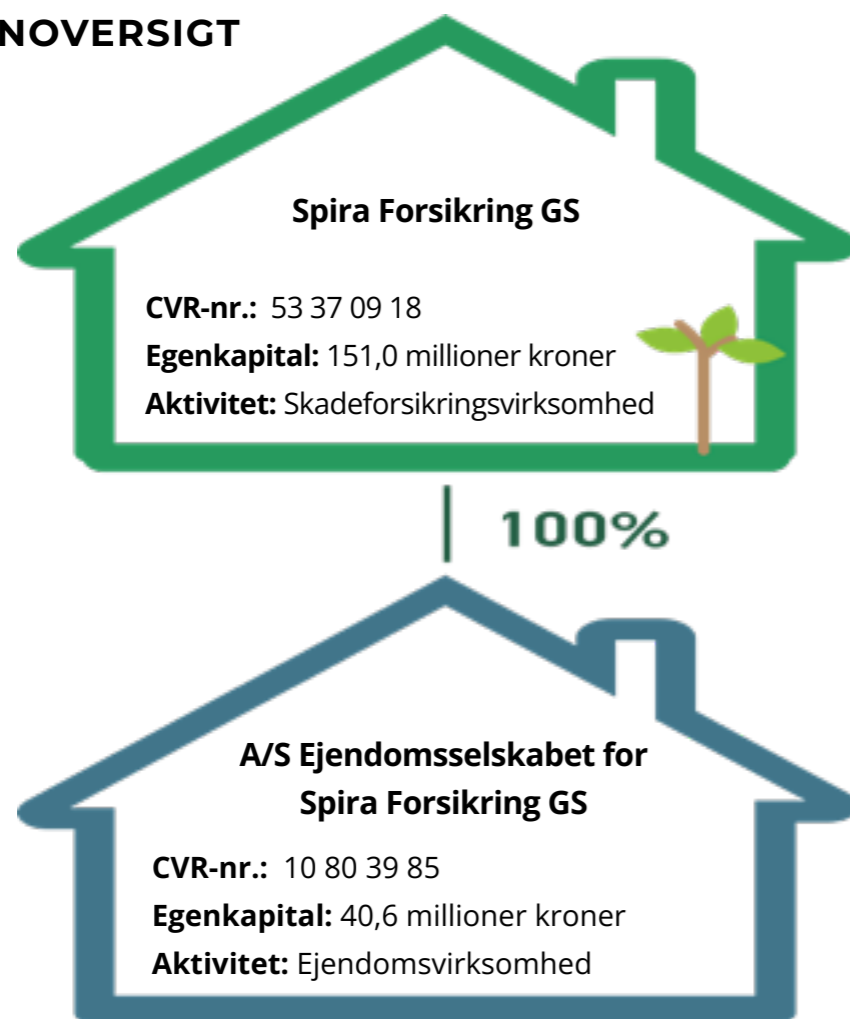 NOVERSIGT
Spira Forsikring GS
CVR-nr.: 53 37 09 18
Egenkapital: 151,0 millioner kroner
Aktivitet: Skadeforsikringsvirksomhed
100%
A/S Ejendomsselskabet for
Spira Forsikring GS
CVR-nr.: 10 80 39 85
Egenkapital: 40,6 millioner kroner
Aktivitet: Ejendomsvirksomhed